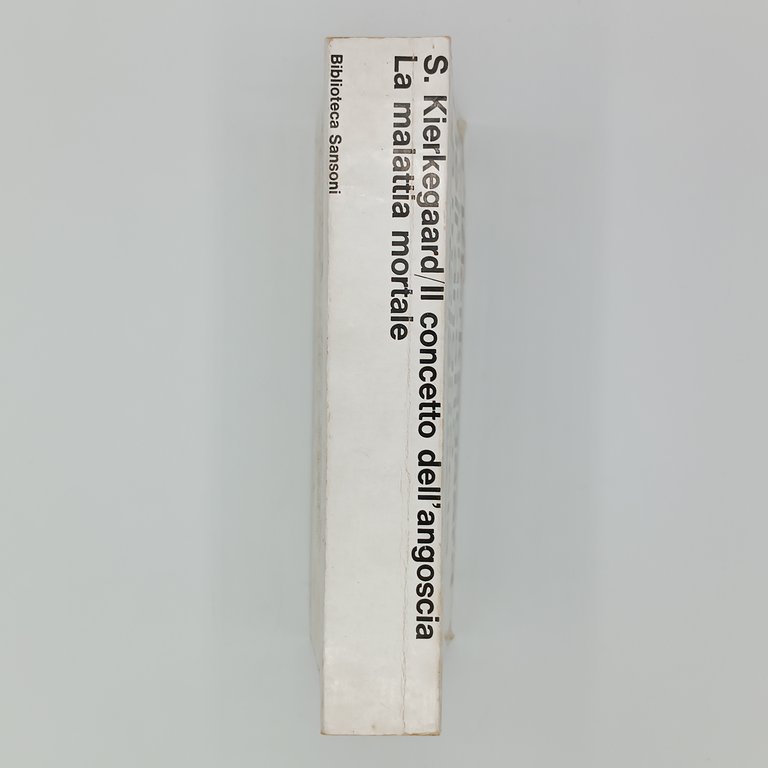 S. Kierkegaard/Il concetto dell'angoscia
La malattia mortale
Biblioteca Sansoni